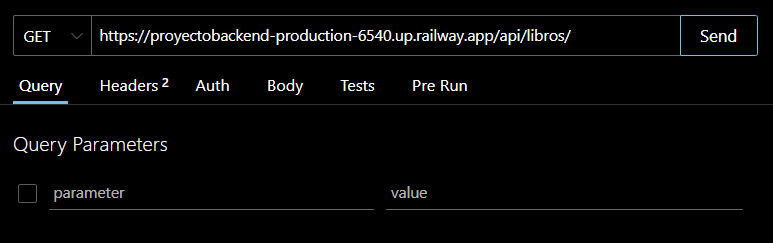 GET https://proyectobackend-production-6540.up.railway.app/api/libros/ Send
Query Headers 2 Auth Body Tests Pre Run
Query Parameters
parameter value